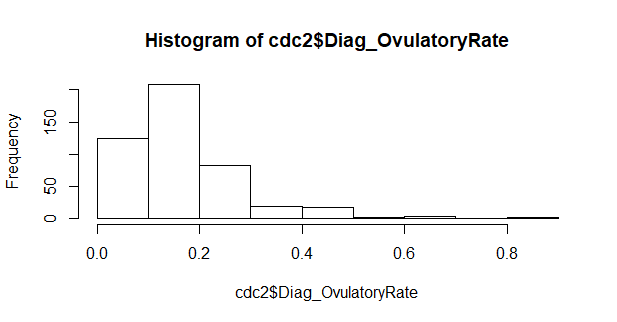 Histogram of cdc2$Diag_OvulatoryRate
Frequency
150
50
0
0.0 0.2 0.4 0.6 0.8
cdc2$Diag_OvulatoryRate